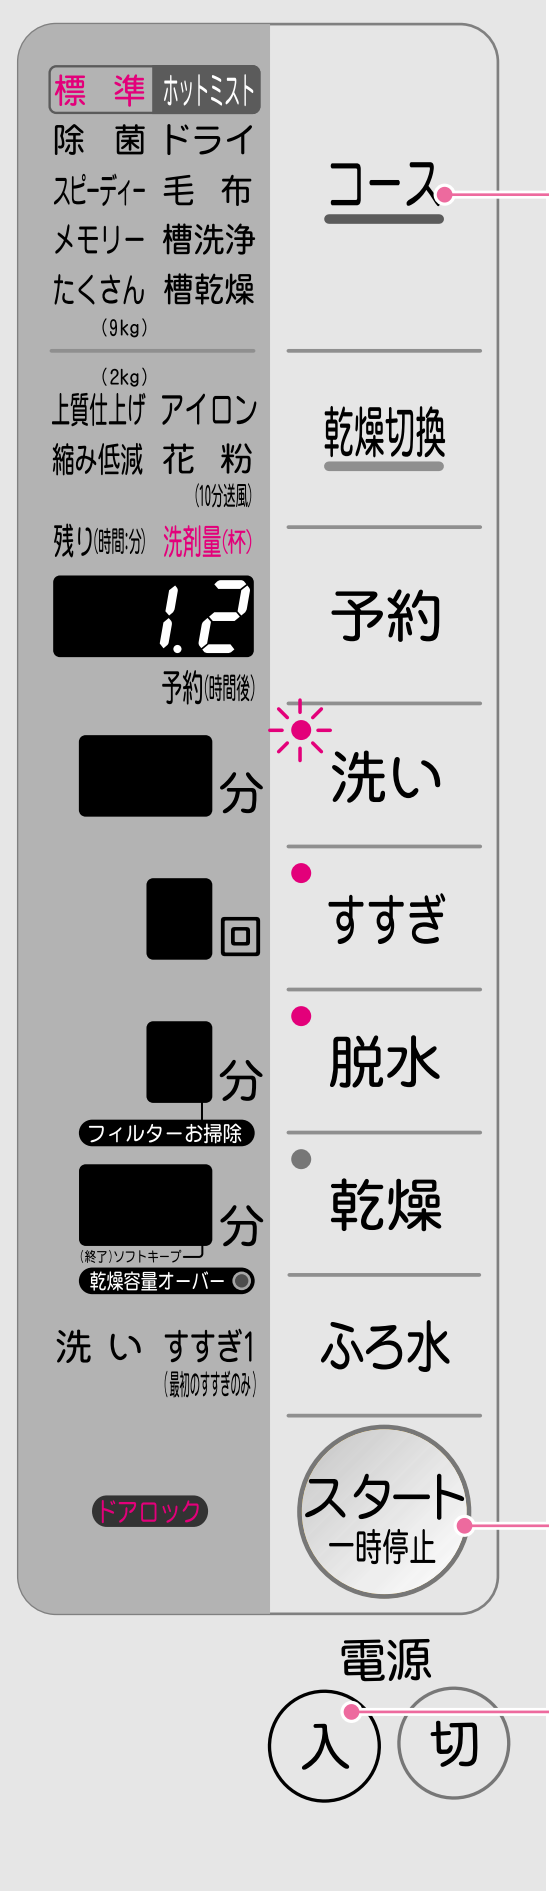 標 準 ホットミスト
除 菌 ドライ
スピーディー 毛 布
メモリー 槽洗浄
たくさん 槽乾燥
(9kg)
コース
(2kg)
上質仕上げ アイロン
縮み低減 花 粉
(10分送風)
乾燥切換
残り(時間:分) 洗剤量(杯)
1.2
予約(時間後)
予約
分
洗い
回
すすぎ
分
脱水
フィルターお掃除
分
乾燥
(終了)ソフトキープ
乾燥容量オーバー
洗 い すすぎ1
(最初のすすぎのみ)
ふろ水
スタート
一時停止
ドアロック
電源
入 切